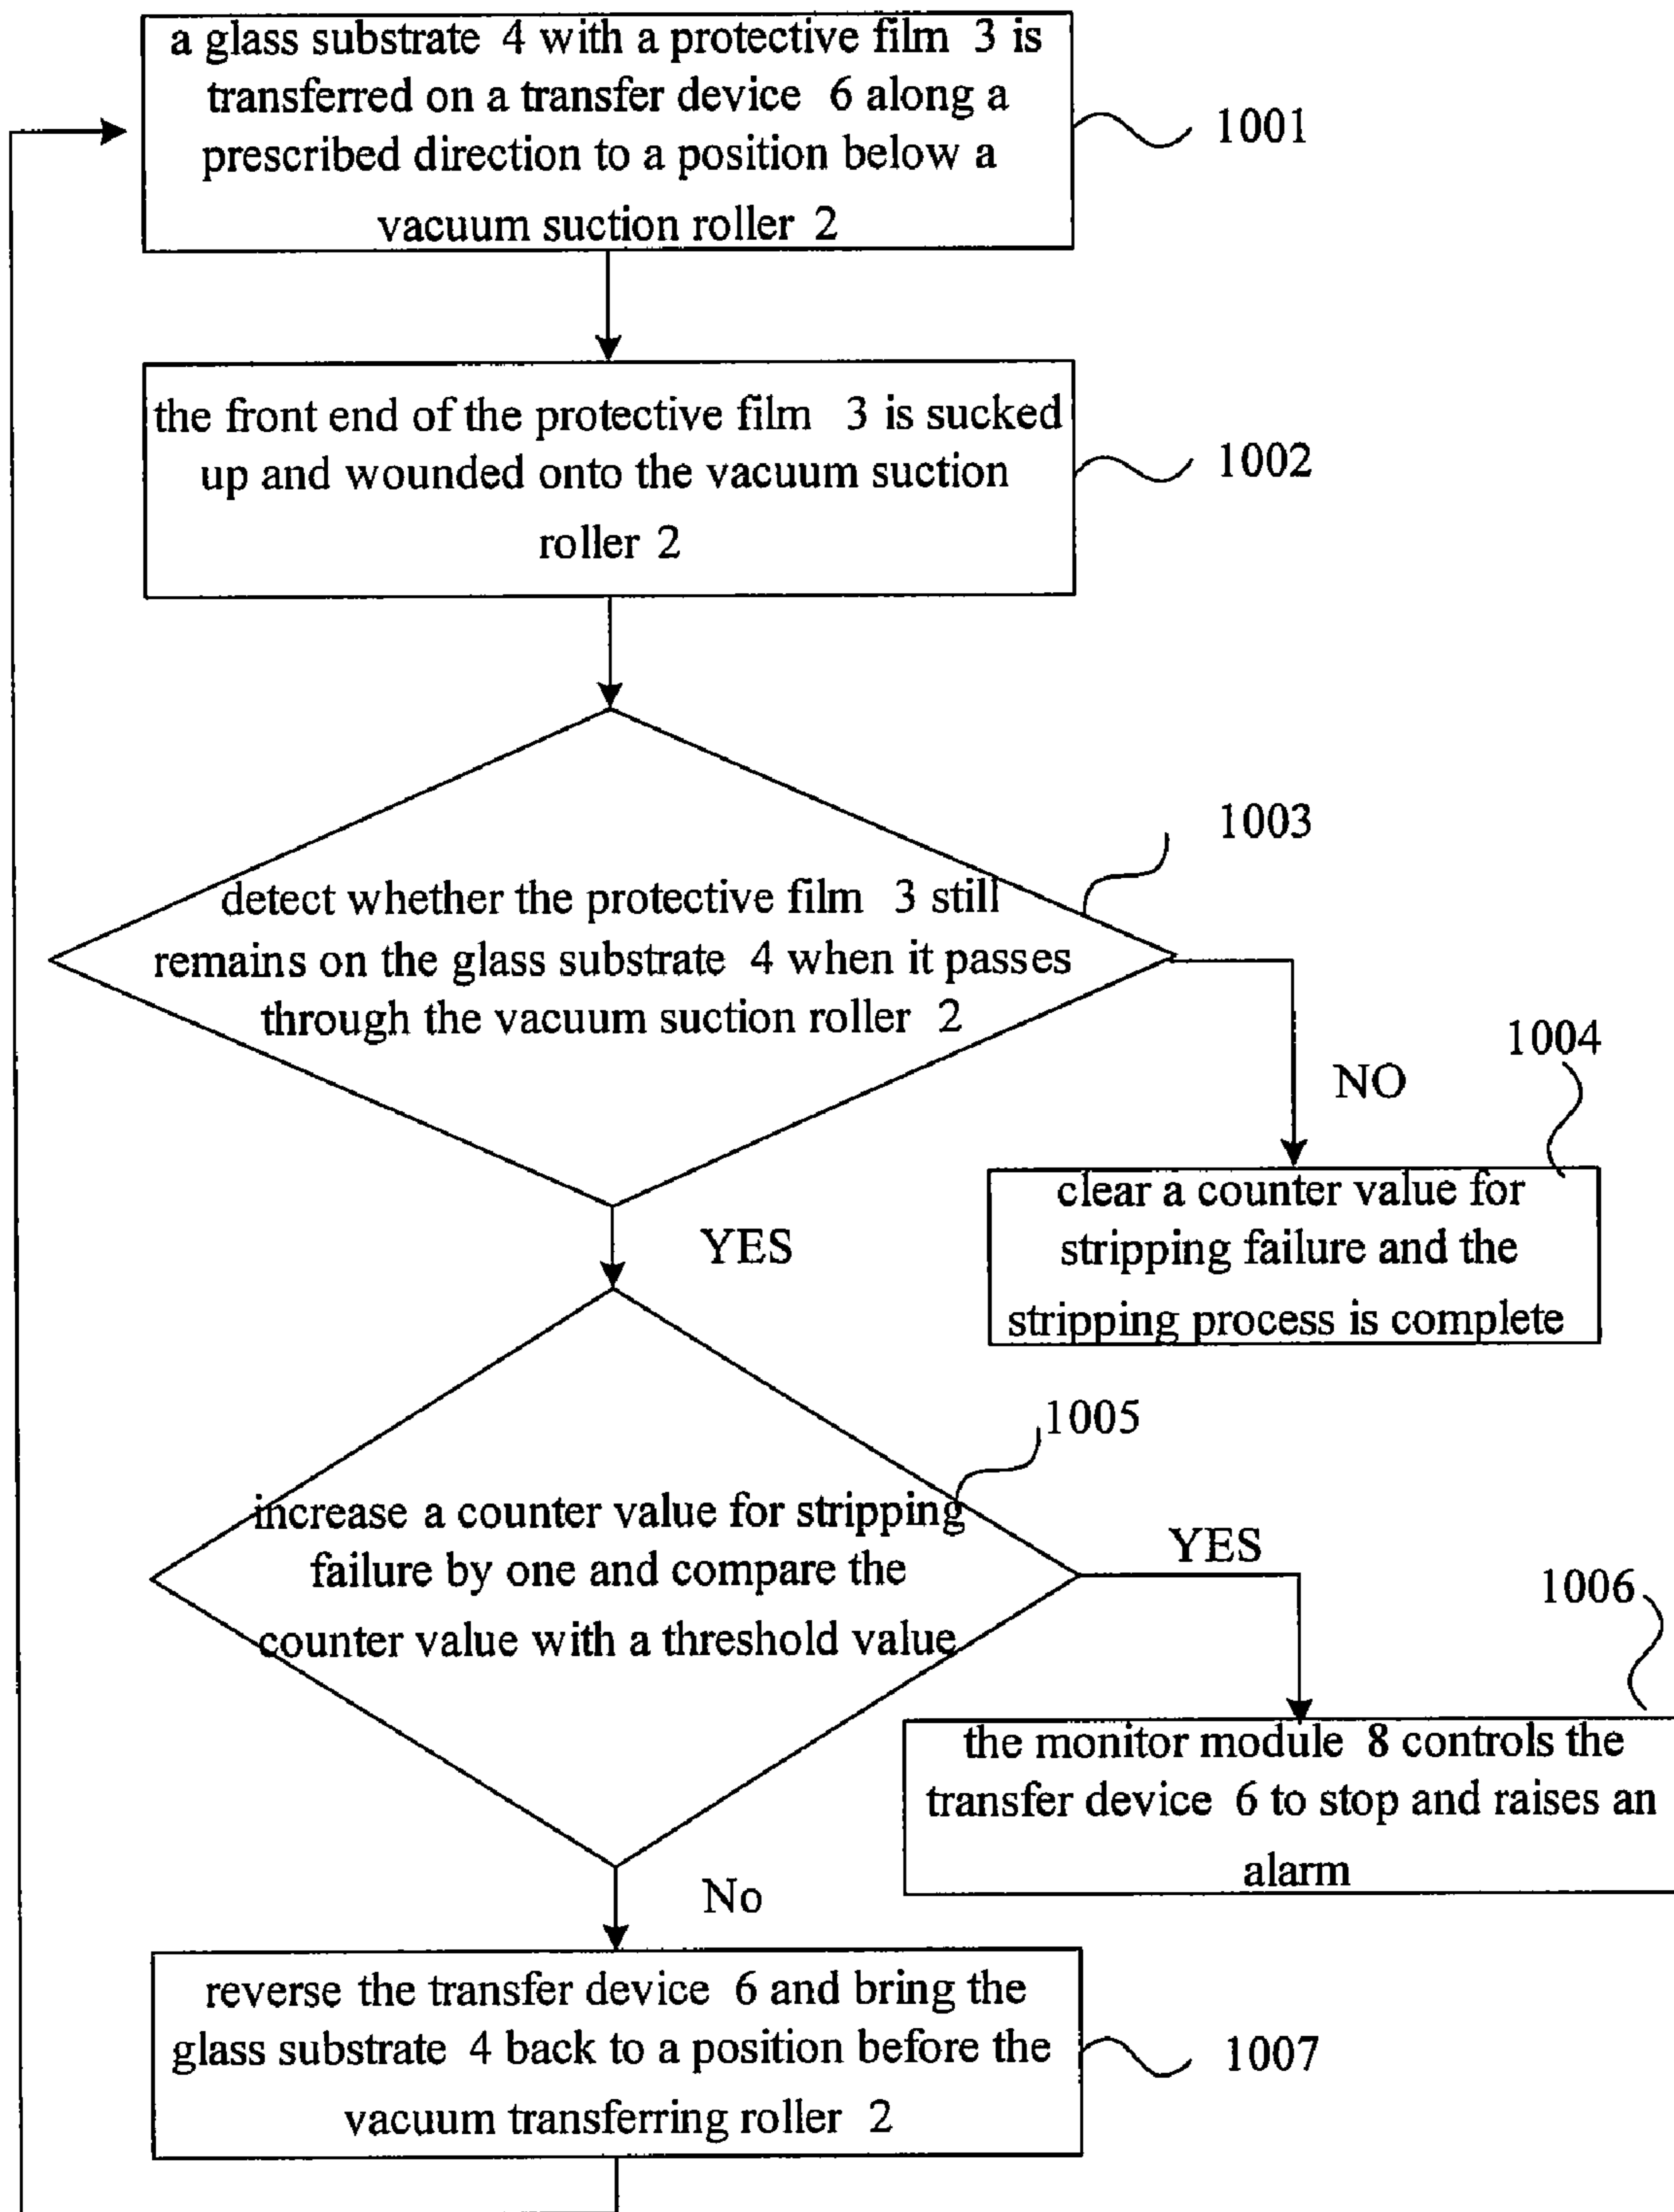 a glass substrate 4 with a protective film 3 is
transferred on a transfer device 6 along a
prescribed direction to a position below a
vacuum suction roller 2
1001
the front end of the protective film 3 is sucked
up and wounded onto the vacuum suction
roller 2
1002
1003
detect whether the protective film 3 still
remains on the glass substrate 4 when it passes
through the vacuum suction roller 2
NO
1004
clear a counter value for
stripping failure and the
stripping process is complete
YES
1005
increase a counter value for stripping
failure by one and compare the
counter value with a threshold value
YES
1006
the monitor module 8 controls the
transfer device 6 to stop and raises an
alarm
No
reverse the transfer device 6 and bring the
glass substrate 4 back to a position before the
vacuum transferring roller 2
1007